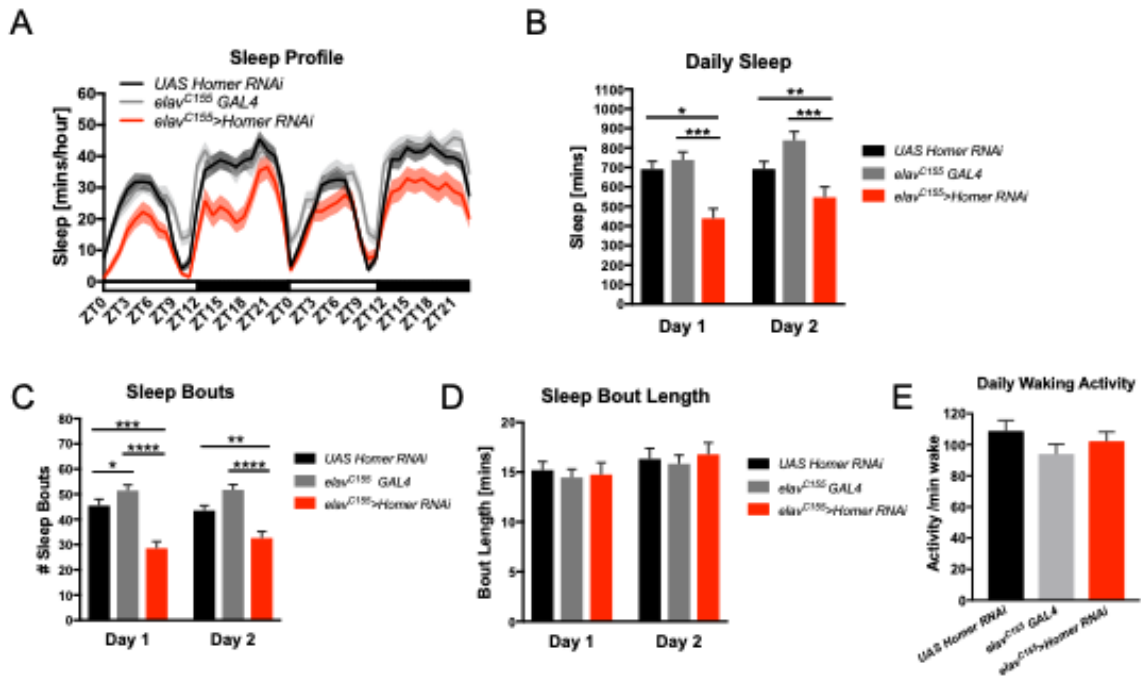 A
Sleep Profile
UAS Homer RNAi
elavC155 GAL4
elavC155>Homer RNAi
Sleep [mins/hour]
60
50
40
30
20
10
0
ZT0 ZT3 ZT6 ZT9 ZT12 ZT15 ZT18 ZT21 ZT0 ZT3 ZT6 ZT9 ZT12 ZT15 ZT18 ZT21
B
Daily Sleep
Sleep [mins]
1100
1000
900
800
700
600
500
400
300
200
100
0
* *** ** ***
Day 1 Day 2
UAS Homer RNAi
elavC155 GAL4
elavC155>Homer RNAi
C
Sleep Bouts
# Sleep Bouts
80
70
60
50
40
30
20
10
0
*** **** * ** ****
Day 1 Day 2
UAS Homer RNAi
elavC155 GAL4
elavC155>Homer RNAi
D
Sleep Bout Length
Bout Length [mins]
20
15
10
5
0
Day 1 Day 2
UAS Homer RNAi
elavC155 GAL4
elavC155>Homer RNAi
E
Daily Waking Activity
Activity /min wake
120
100
80
60
40
20
0
UAS Homer RNAi
elavC155 GAL4
elavC155>Homer RNAi